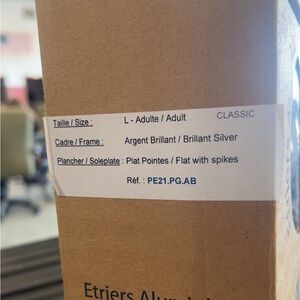 Taille / Size : L - Adulte / Adult CLASSIC
Cadre / Frame : Argent Brillant / Brillant Silver
Plancher / Soleplate : Plat Pointes / Flat with spikes
Réf. : PE21.PG.AB
Etriers